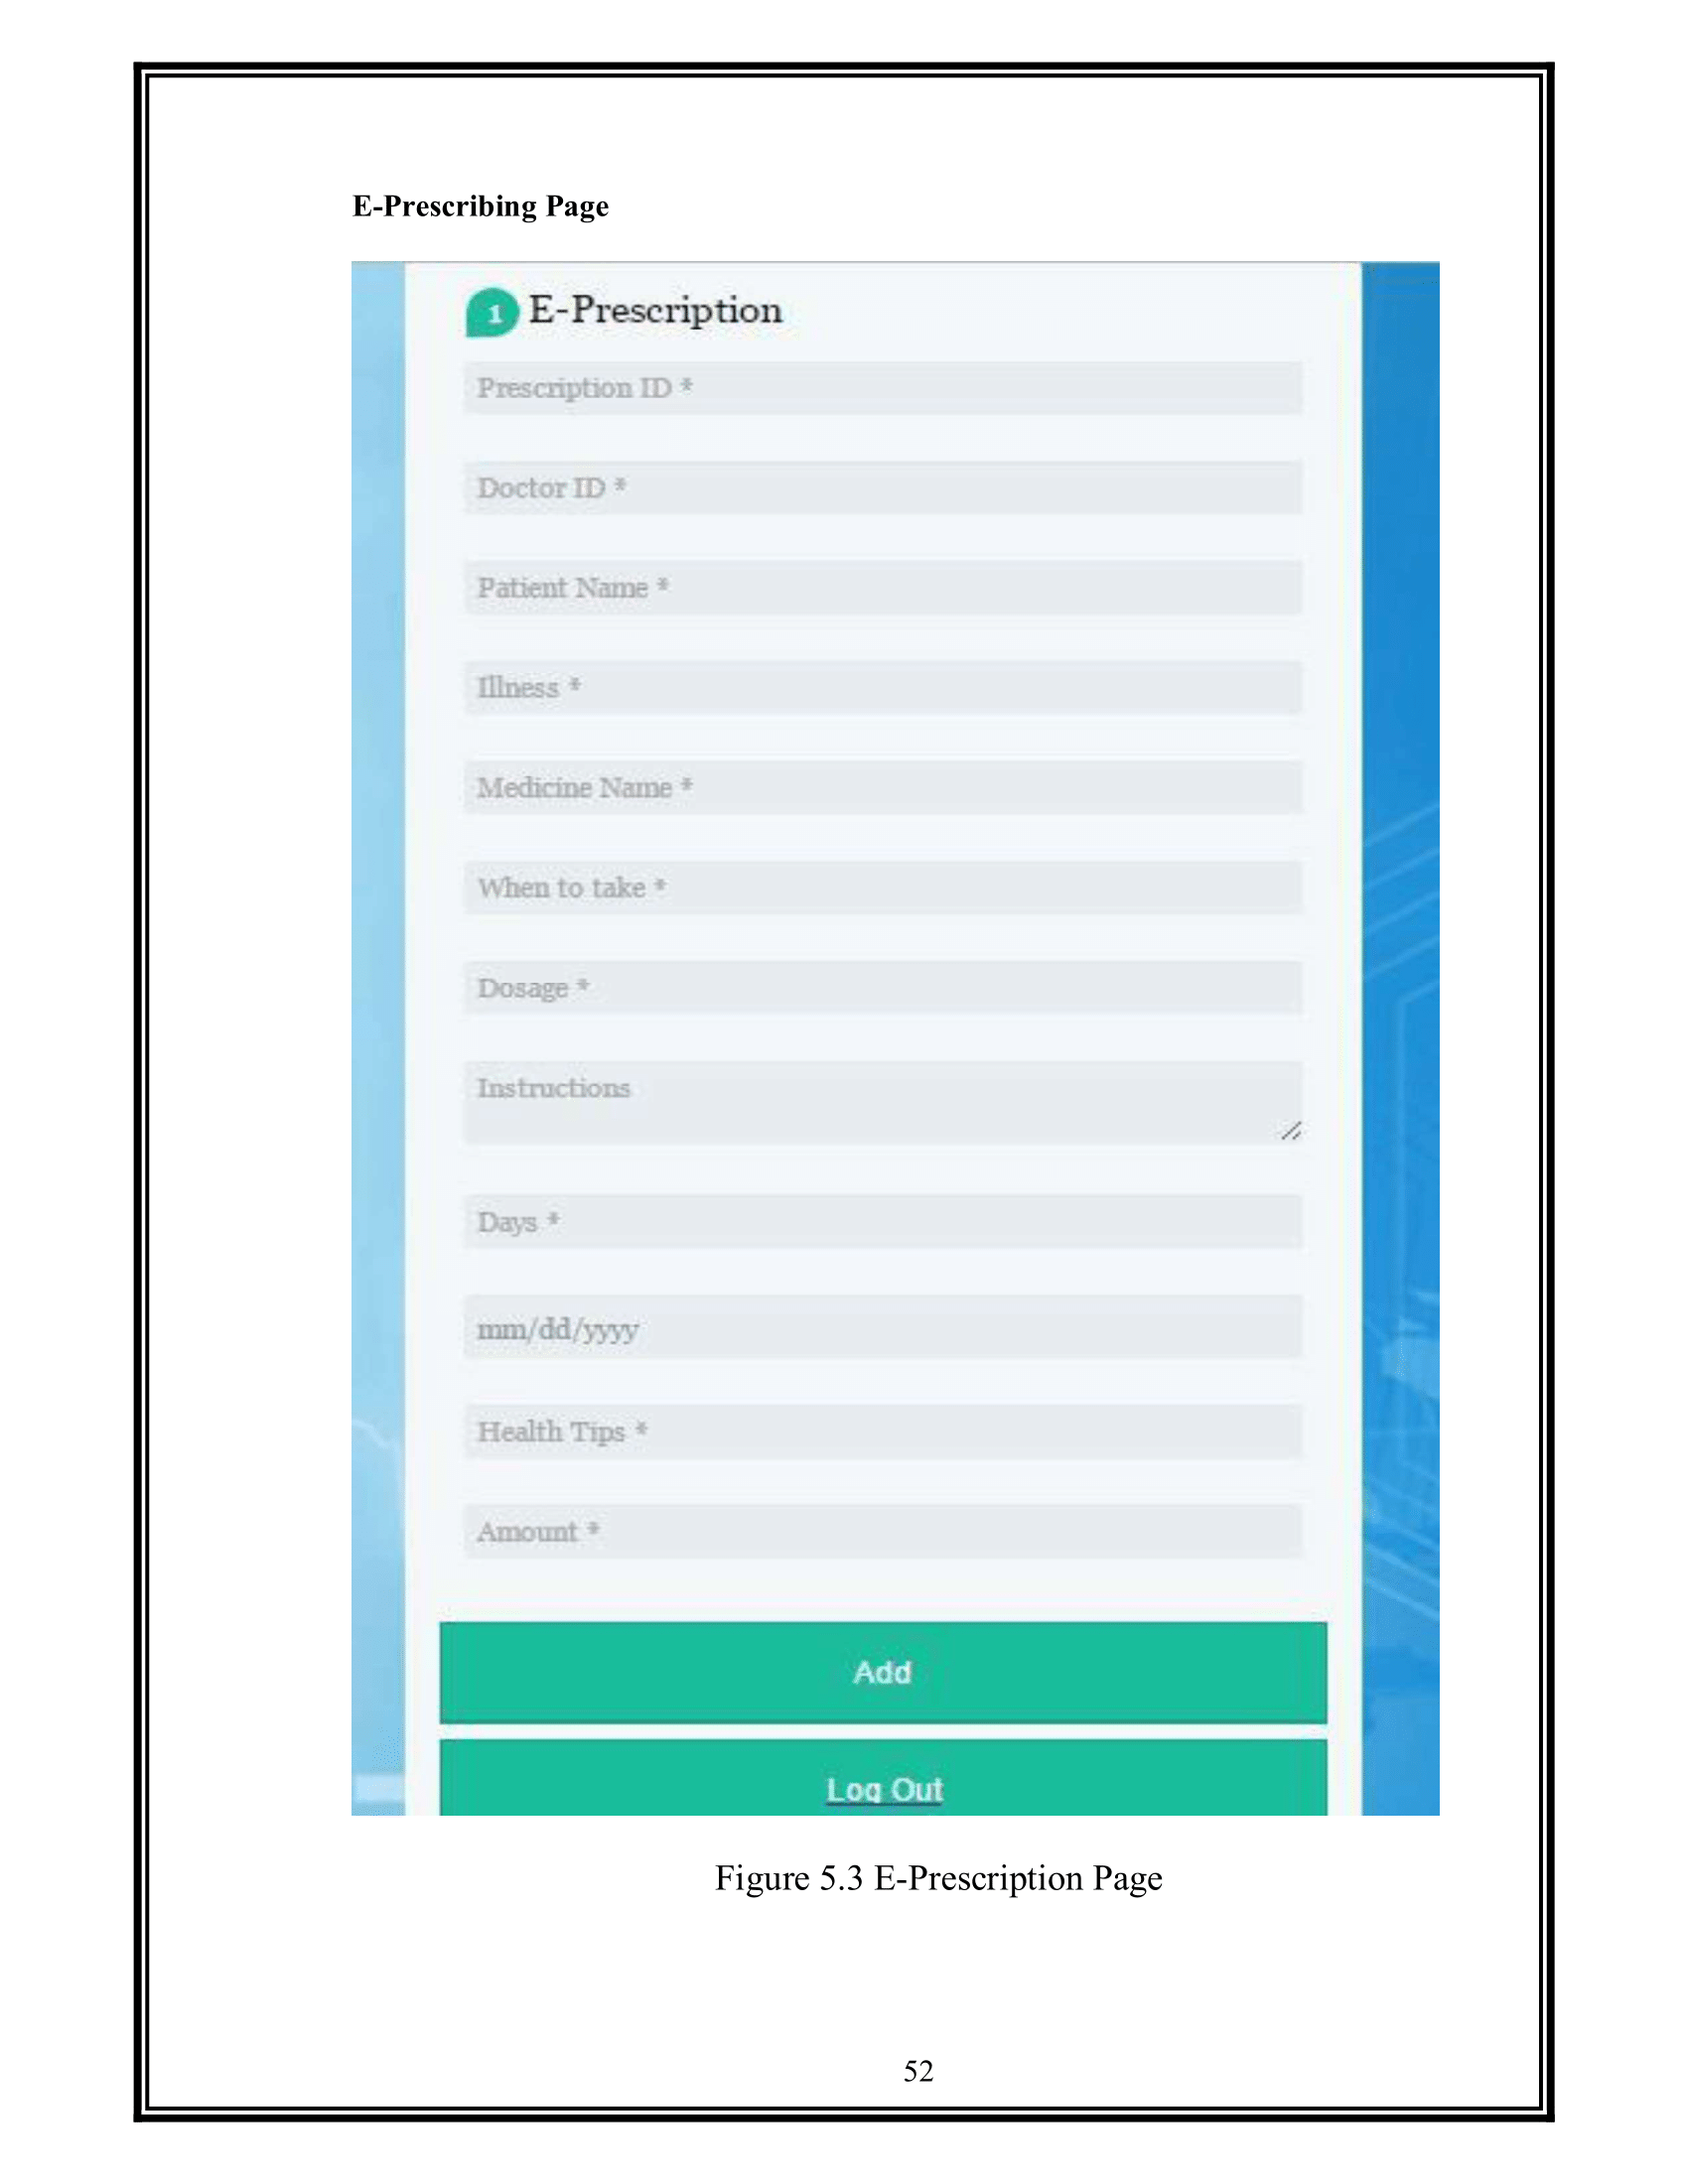 E-Prescribing Page
1 E-Prescription
Prescription ID *
Doctor ID *
Patient Name *
Illness *
Medicine Name *
When to take *
Dosage *
Instructions
Days *
mm/dd/yyyy
Health Tips *
Amount *
Add
Log Out
Figure 5.3 E-Prescription Page
52